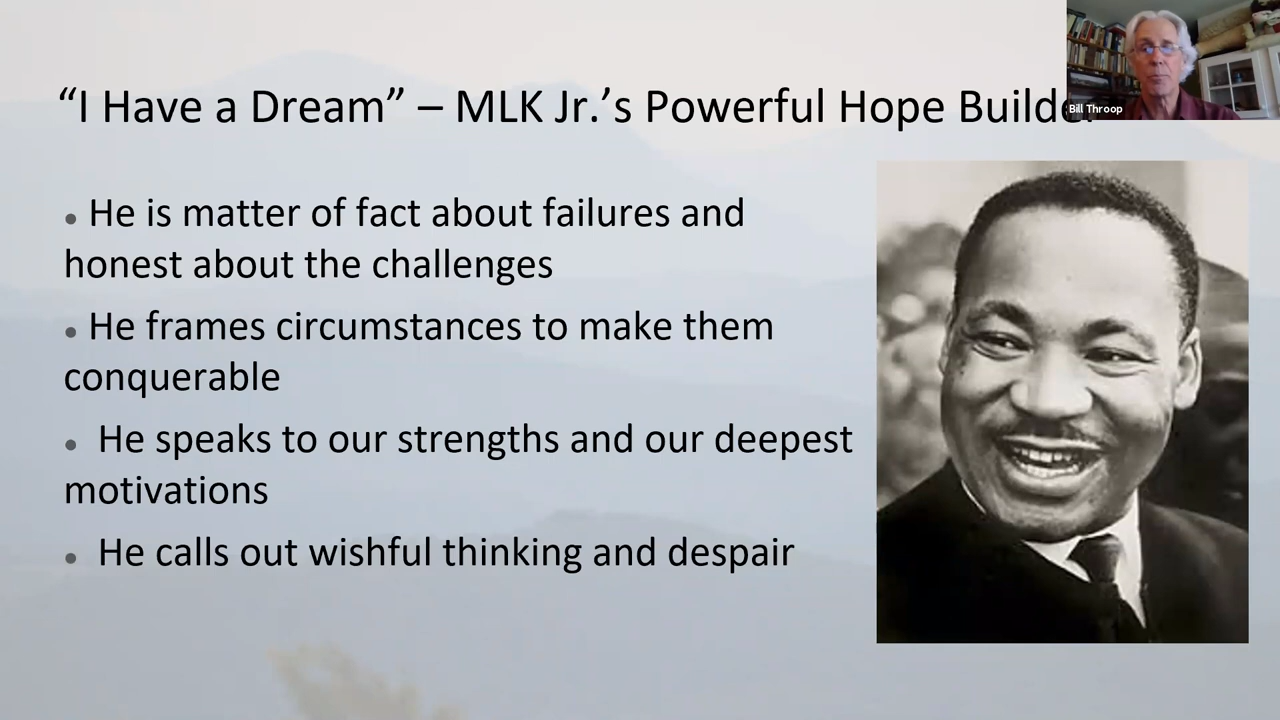 “I Have a Dream” – MLK Jr.’s Powerful Hope Builder
Bill Throop
● He is matter of fact about failures and
honest about the challenges
● He frames circumstances to make them
conquerable
● He speaks to our strengths and our deepest
motivations
● He calls out wishful thinking and despair